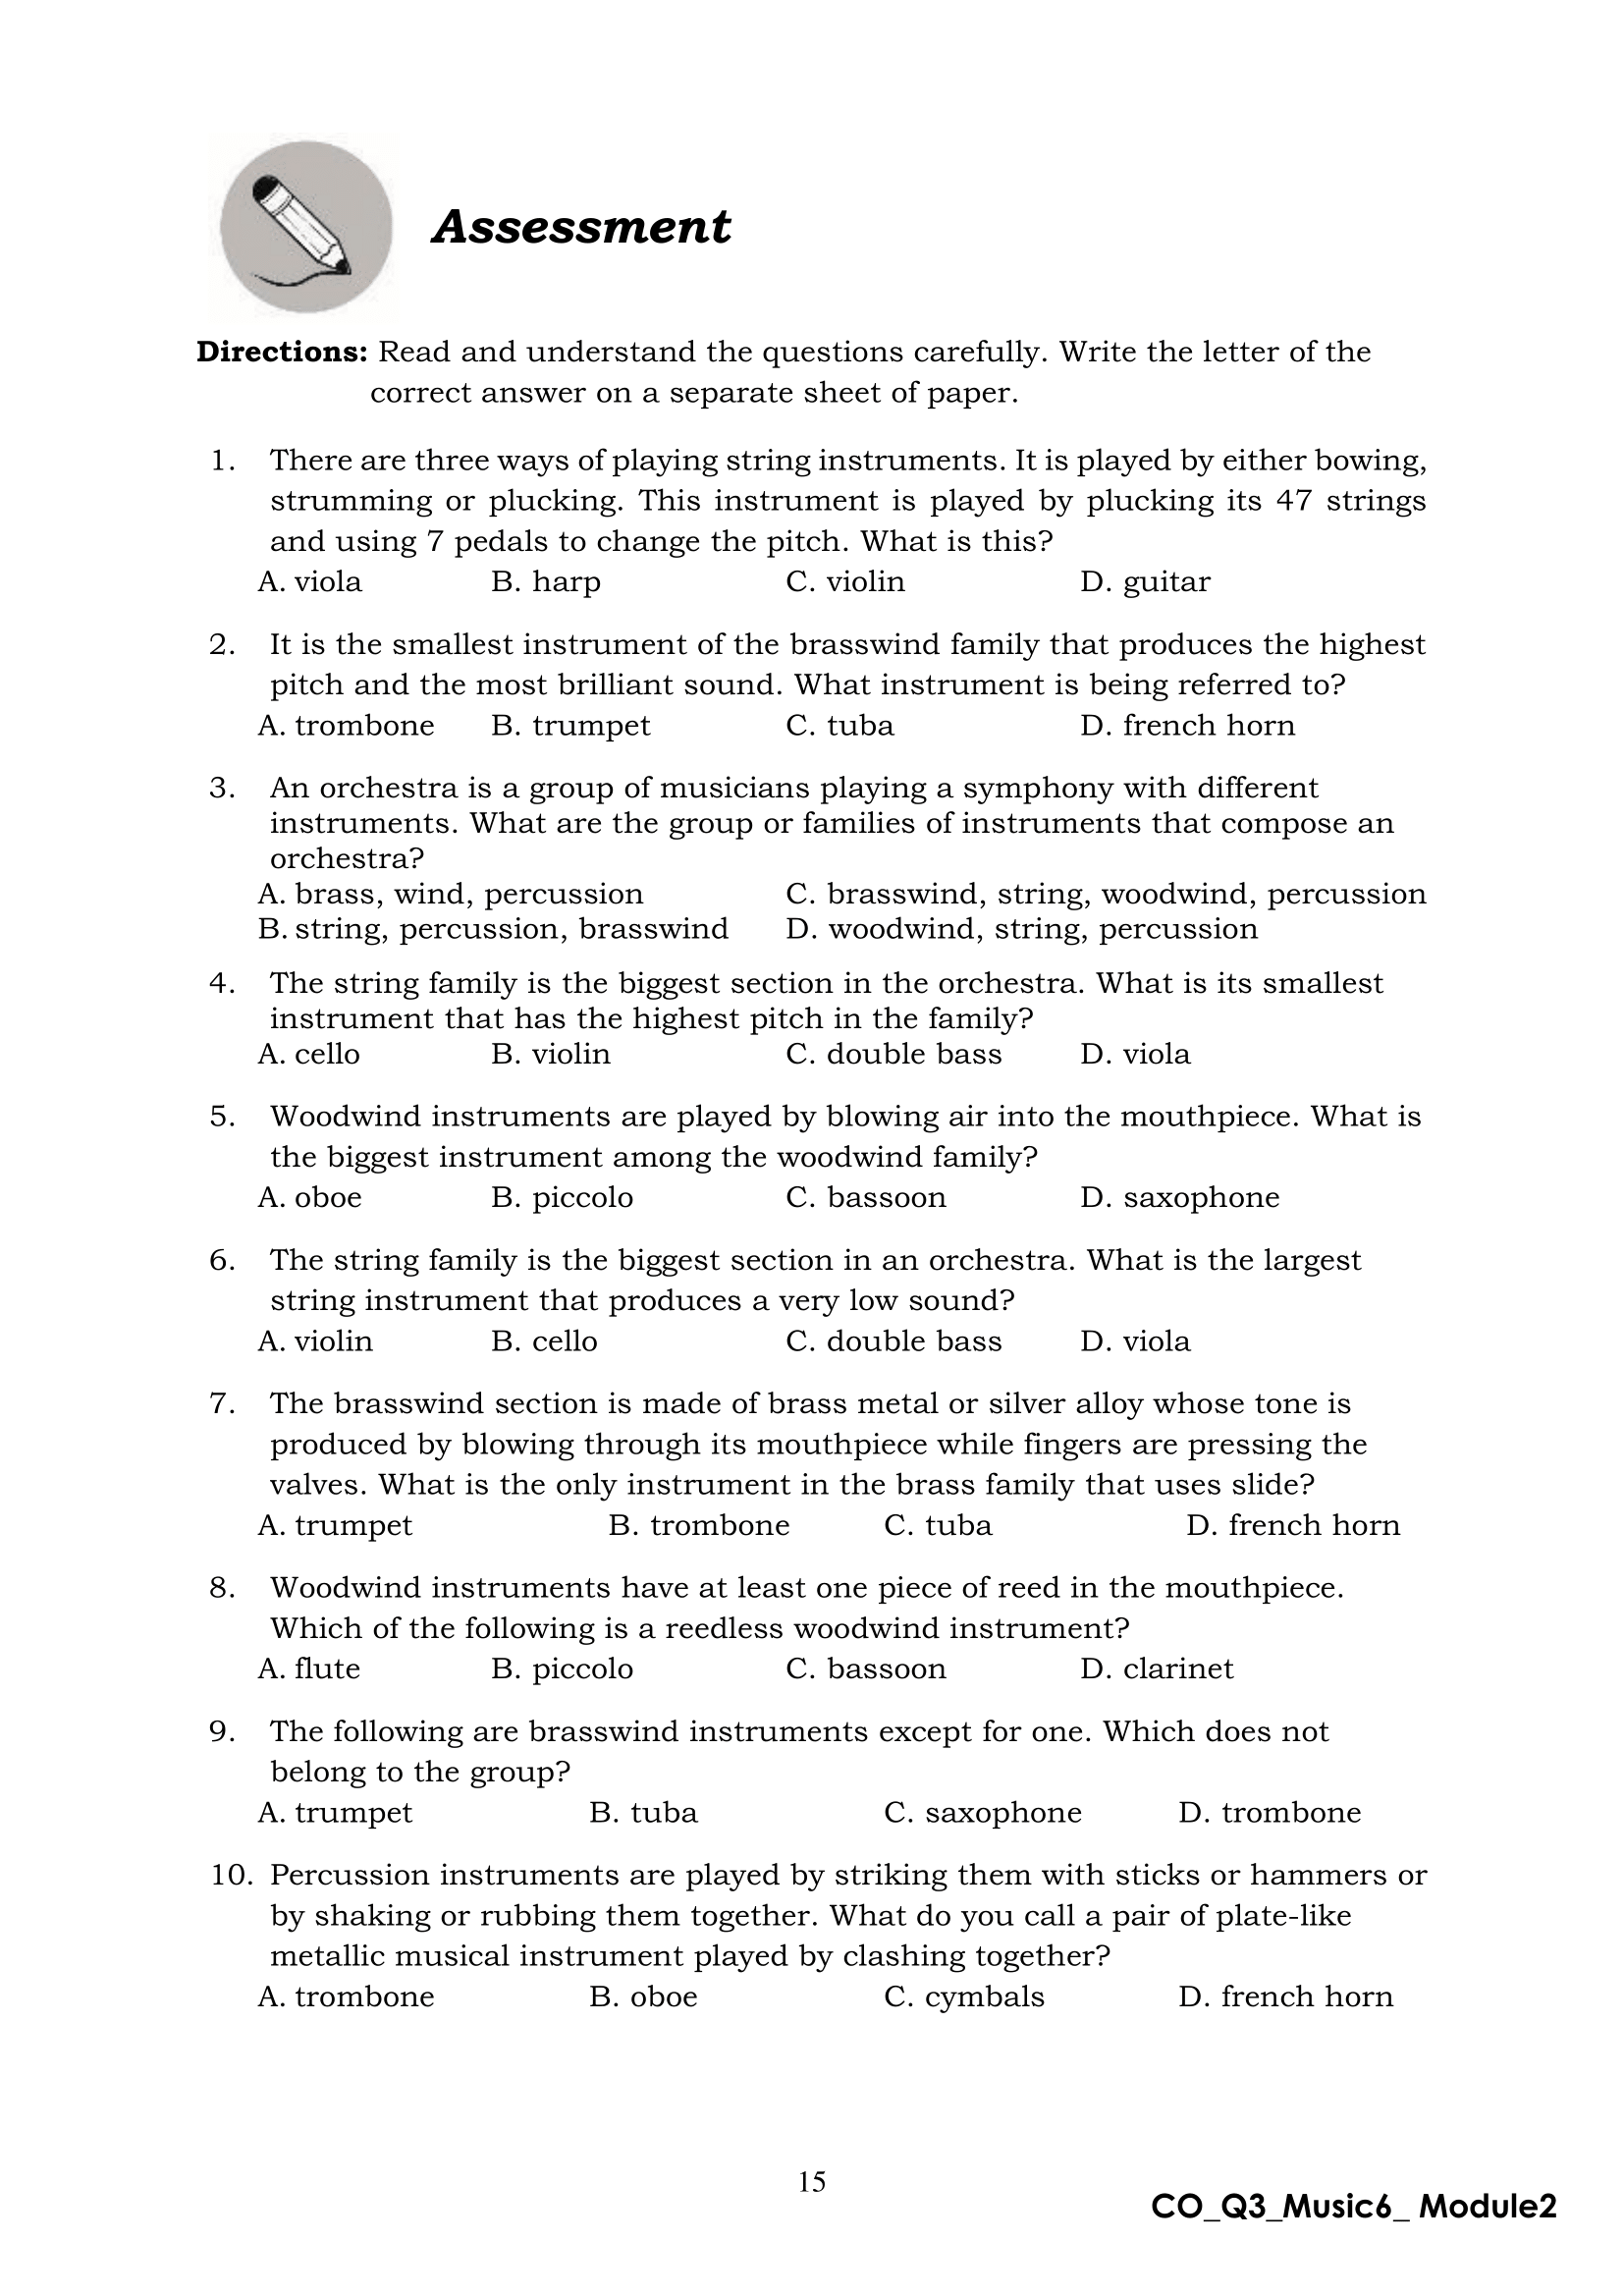 Assessment
Directions: Read and understand the questions carefully. Write the letter of the
correct answer on a separate sheet of paper.
1. There are three ways of playing string instruments. It is played by either bowing,
strumming or plucking. This instrument is played by plucking its 47 strings
and using 7 pedals to change the pitch. What is this?
A. viola B. harp C. violin D. guitar
2. It is the smallest instrument of the brasswind family that produces the highest
pitch and the most brilliant sound. What instrument is being referred to?
A. trombone B. trumpet C. tuba D. french horn
3. An orchestra is a group of musicians playing a symphony with different
instruments. What are the group or families of instruments that compose an
orchestra?
A. brass, wind, percussion C. brasswind, string, woodwind, percussion
B. string, percussion, brasswind D. woodwind, string, percussion
4. The string family is the biggest section in the orchestra. What is its smallest
instrument that has the highest pitch in the family?
A. cello B. violin C. double bass D. viola
5. Woodwind instruments are played by blowing air into the mouthpiece. What is
the biggest instrument among the woodwind family?
A. oboe B. piccolo C. bassoon D. saxophone
6. The string family is the biggest section in an orchestra. What is the largest
string instrument that produces a very low sound?
A. violin B. cello C. double bass D. viola
7. The brasswind section is made of brass metal or silver alloy whose tone is
produced by blowing through its mouthpiece while fingers are pressing the
valves. What is the only instrument in the brass family that uses slide?
A. trumpet B. trombone C. tuba D. french horn
8. Woodwind instruments have at least one piece of reed in the mouthpiece.
Which of the following is a reedless woodwind instrument?
A. flute B. piccolo C. bassoon D. clarinet
9. The following are brasswind instruments except for one. Which does not
belong to the group?
A. trumpet B. tuba C. saxophone D. trombone
10. Percussion instruments are played by striking them with sticks or hammers or
by shaking or rubbing them together. What do you call a pair of plate-like
metallic musical instrument played by clashing together?
A. trombone B. oboe C. cymbals D. french horn
15
CO_Q3_Music6_ Module2